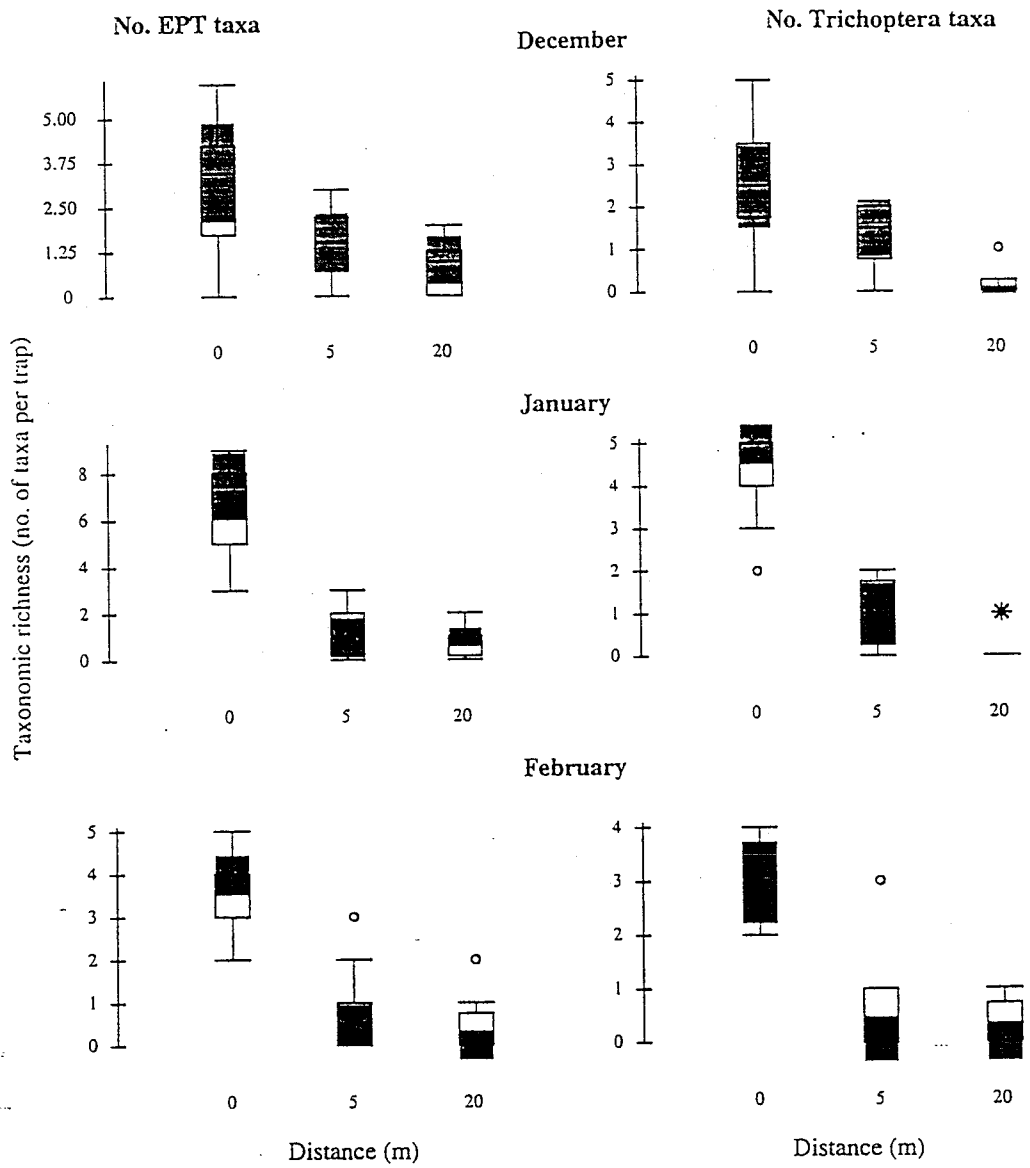 No. EPT taxa
No. Trichoptera taxa
December
5.00
3.75
2.50
1.25
0
0 5 20
5
4
3
2
1
0
0 5 20
Taxonomic richness (no. of taxa per trap)
January
8
6
4
2
0
0 5 20
5
4
3
2
1
0
0 5 20
February
5
4
3
2
1
0
0 5 20
Distance (m)
4
3
2
1
0
0 5 20
Distance (m)